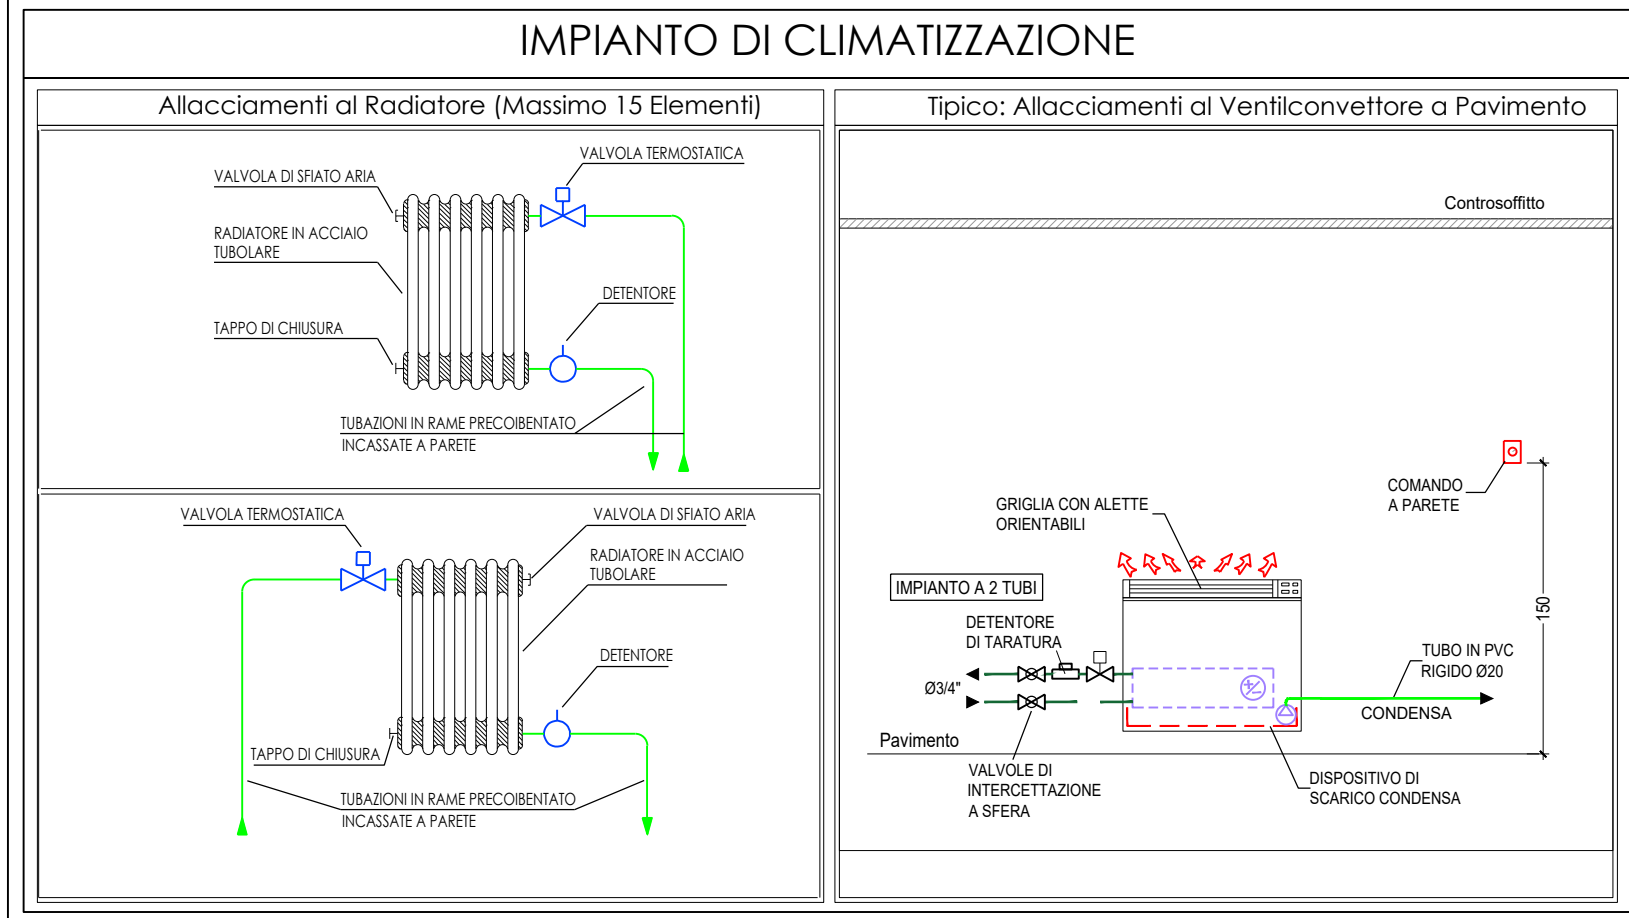 IMPIANTO DI CLIMATIZZAZIONE
Allacciamenti al Radiatore (Massimo 15 Elementi)
VALVOLA TERMOSTATICA
VALVOLA DI SFIATO ARIA
RADIATORE IN ACCIAIO
TUBOLARE
DETENTORE
TAPPO DI CHIUSURA
TUBAZIONI IN RAME PRECOIBENTATO
INCASSATE A PARETE
VALVOLA TERMOSTATICA
VALVOLA DI SFIATO ARIA
RADIATORE IN ACCIAIO
TUBOLARE
DETENTORE
TAPPO DI CHIUSURA
TUBAZIONI IN RAME PRECOIBENTATO
INCASSATE A PARETE
Tipico: Allacciamenti al Ventilconvettore a Pavimento
Controsoffitto
COMANDO
A PARETE
GRIGLIA CON ALETTE
ORIENTABILI
IMPIANTO A 2 TUBI
150
DETENTORE
DI TARATURA
TUBO IN PVC
RIGIDO Ø20
Ø3/4"
CONDENSA
Pavimento
VALVOLE DI
INTERCETTAZIONE
A SFERA
DISPOSITIVO DI
SCARICO CONDENSA